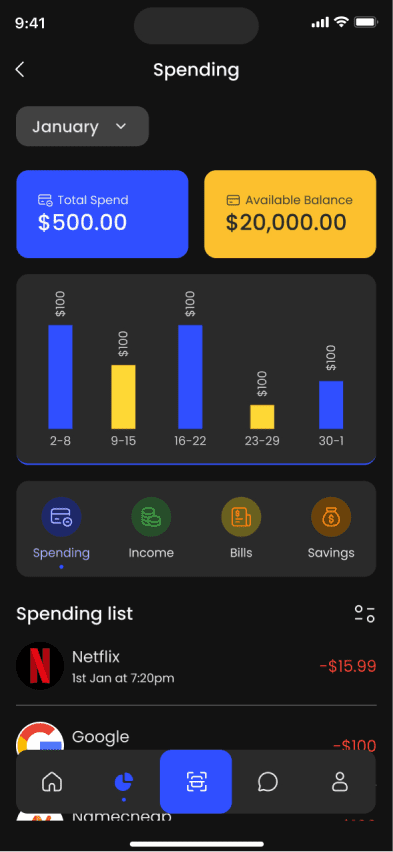 9:41
Spending
January
Total Spend
$500.00
Available Balance
$20,000.00
$100 $100 $100 $100 $100
2-8 9-15 16-22 23-29 30-1
Spending Income Bills Savings
Spending list
Netflix
1st Jan at 7:20pm
-$15.99
Google
-$100
Namecheap